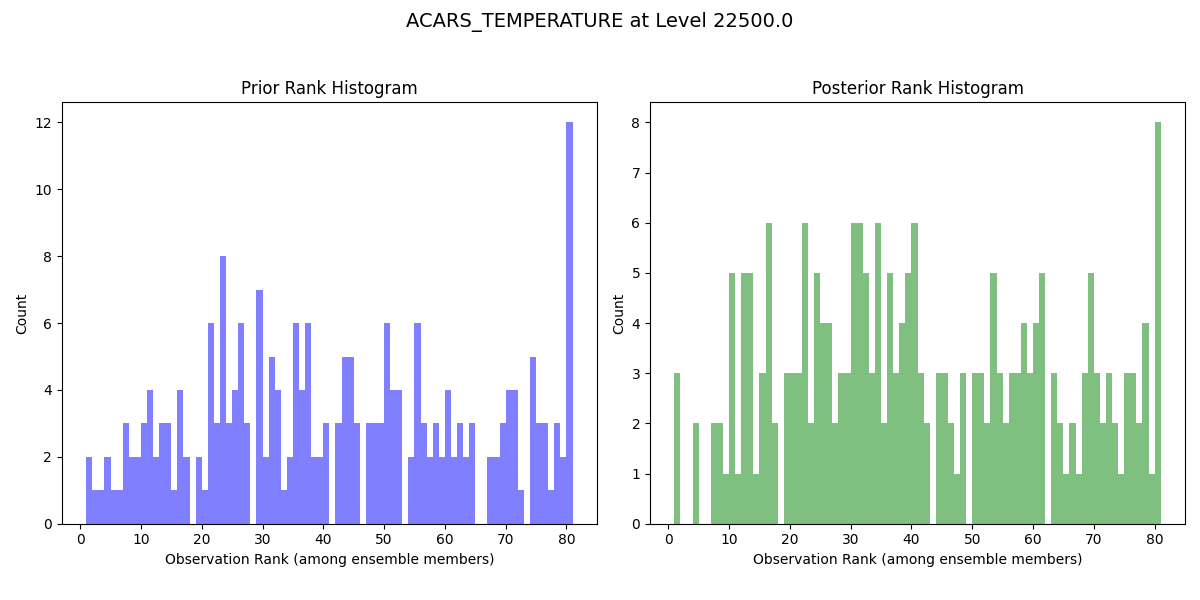 ACARS_TEMPERATURE at Level 22500.0
Prior Rank Histogram
Count
12
10
8
6
4
2
0
0 10 20 30 40 50 60 70 80
Observation Rank (among ensemble members)
Posterior Rank Histogram
Count
8
7
6
5
4
3
2
1
0
0 10 20 30 40 50 60 70 80
Observation Rank (among ensemble members)